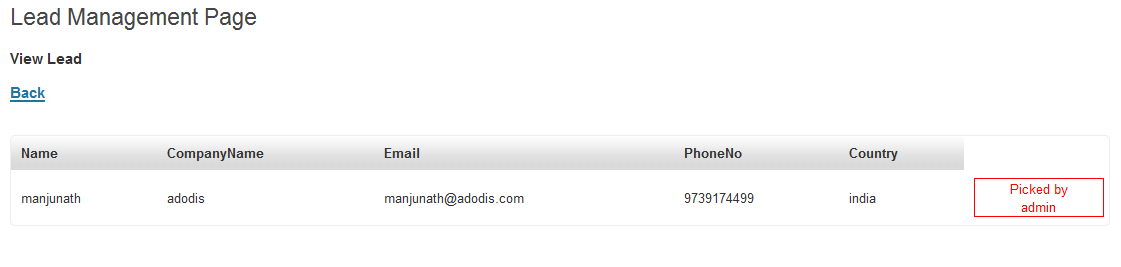 Lead Management Page
View Lead
Back
Name CompanyName Email PhoneNo Country
manjunath adodis manjunath@adodis.com 9739174499 india
Picked by
admin